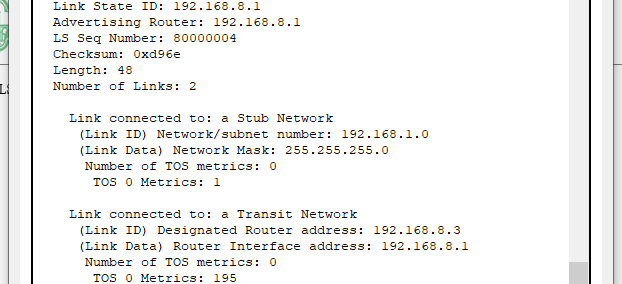 Link State ID: 192.168.8.1
Advertising Router: 192.168.8.1
LS Seq Number: 80000004
Checksum: 0xd96e
Length: 48
Number of Links: 2
Link connected to: a Stub Network
(Link ID) Network/subnet number: 192.168.1.0
(Link Data) Network Mask: 255.255.255.0
Number of TOS metrics: 0
TOS 0 Metrics: 1
Link connected to: a Transit Network
(Link ID) Designated Router address: 192.168.8.3
(Link Data) Router Interface address: 192.168.8.1
Number of TOS metrics: 0
TOS 0 Metrics: 195